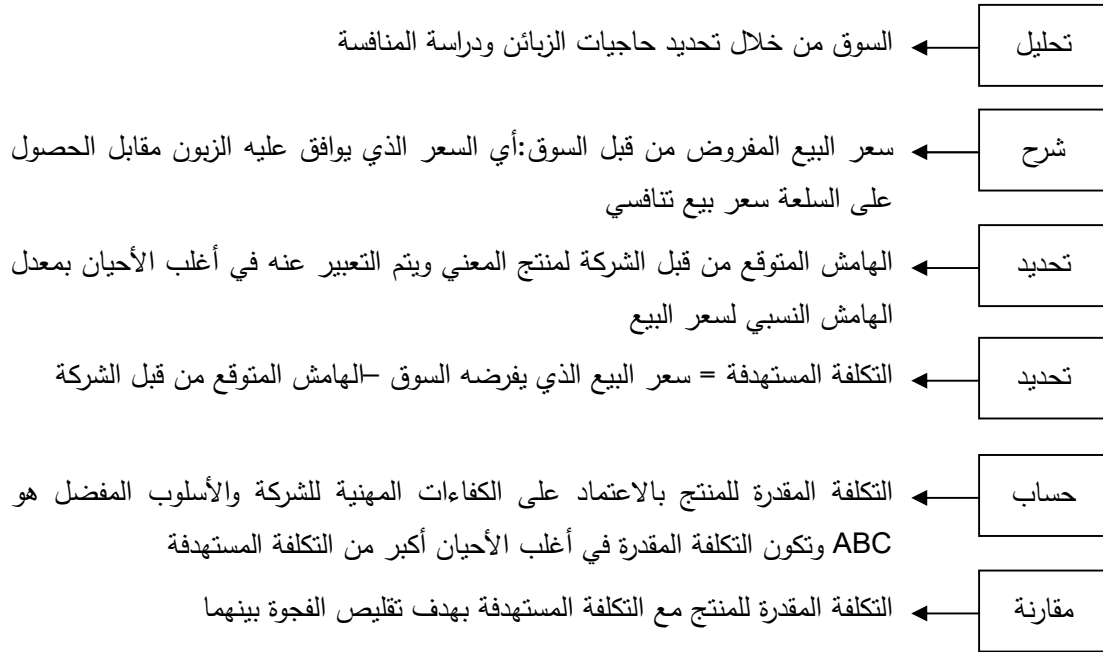 تحليل
السوق من خلال تحديد حاجيات الزبائن ودراسة المنافسة
شرح
سعر البيع المفروض من قبل السوق:أي السعر الذي يوافق عليه الزبون مقابل الحصول
على السلعة سعر بيع تنافسي
تحديد
الهامش المتوقع من قبل الشركة لمنتج المعني ويتم التعبير عنه في أغلب الأحيان بمعدل
الهامش النسبي لسعر البيع
تحديد
التكلفة المستهدفة = سعر البيع الذي يفرضه السوق –الهامش المتوقع من قبل الشركة
حساب
التكلفة المقدرة للمنتج بالاعتماد على الكفاءات المهنية للشركة والأسلوب المفضل هو
ABC وتكون التكلفة المقدرة في أغلب الأحيان أكبر من التكلفة المستهدفة
مقارنة
التكلفة المقدرة للمنتج مع التكلفة المستهدفة بهدف تقليص الفجوة بينهما